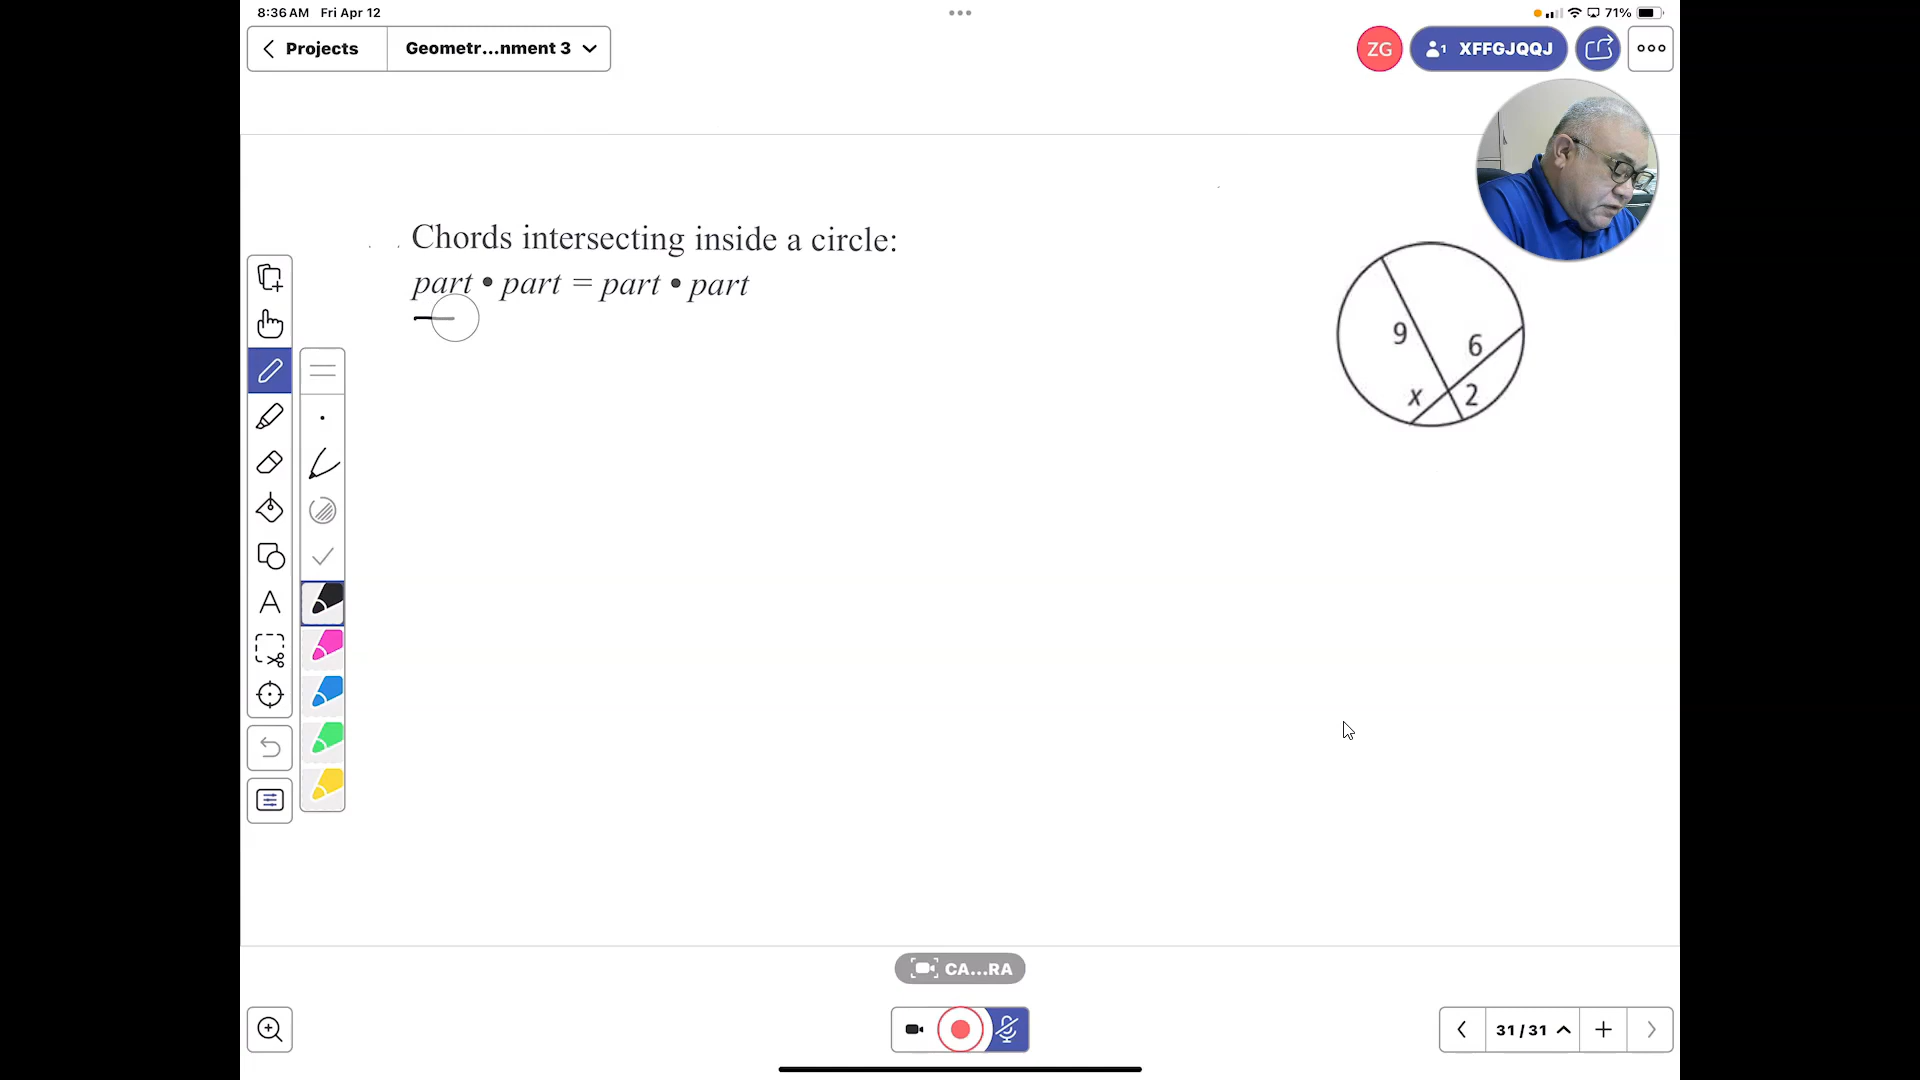 8:36 AM Fri Apr 12
71%
Projects
Geometr...nment 3
ZG
1 XFFGJQQJ
Chords intersecting inside a circle:
part • part = part • part
9
6
x
2
A
CA...RA
31/31